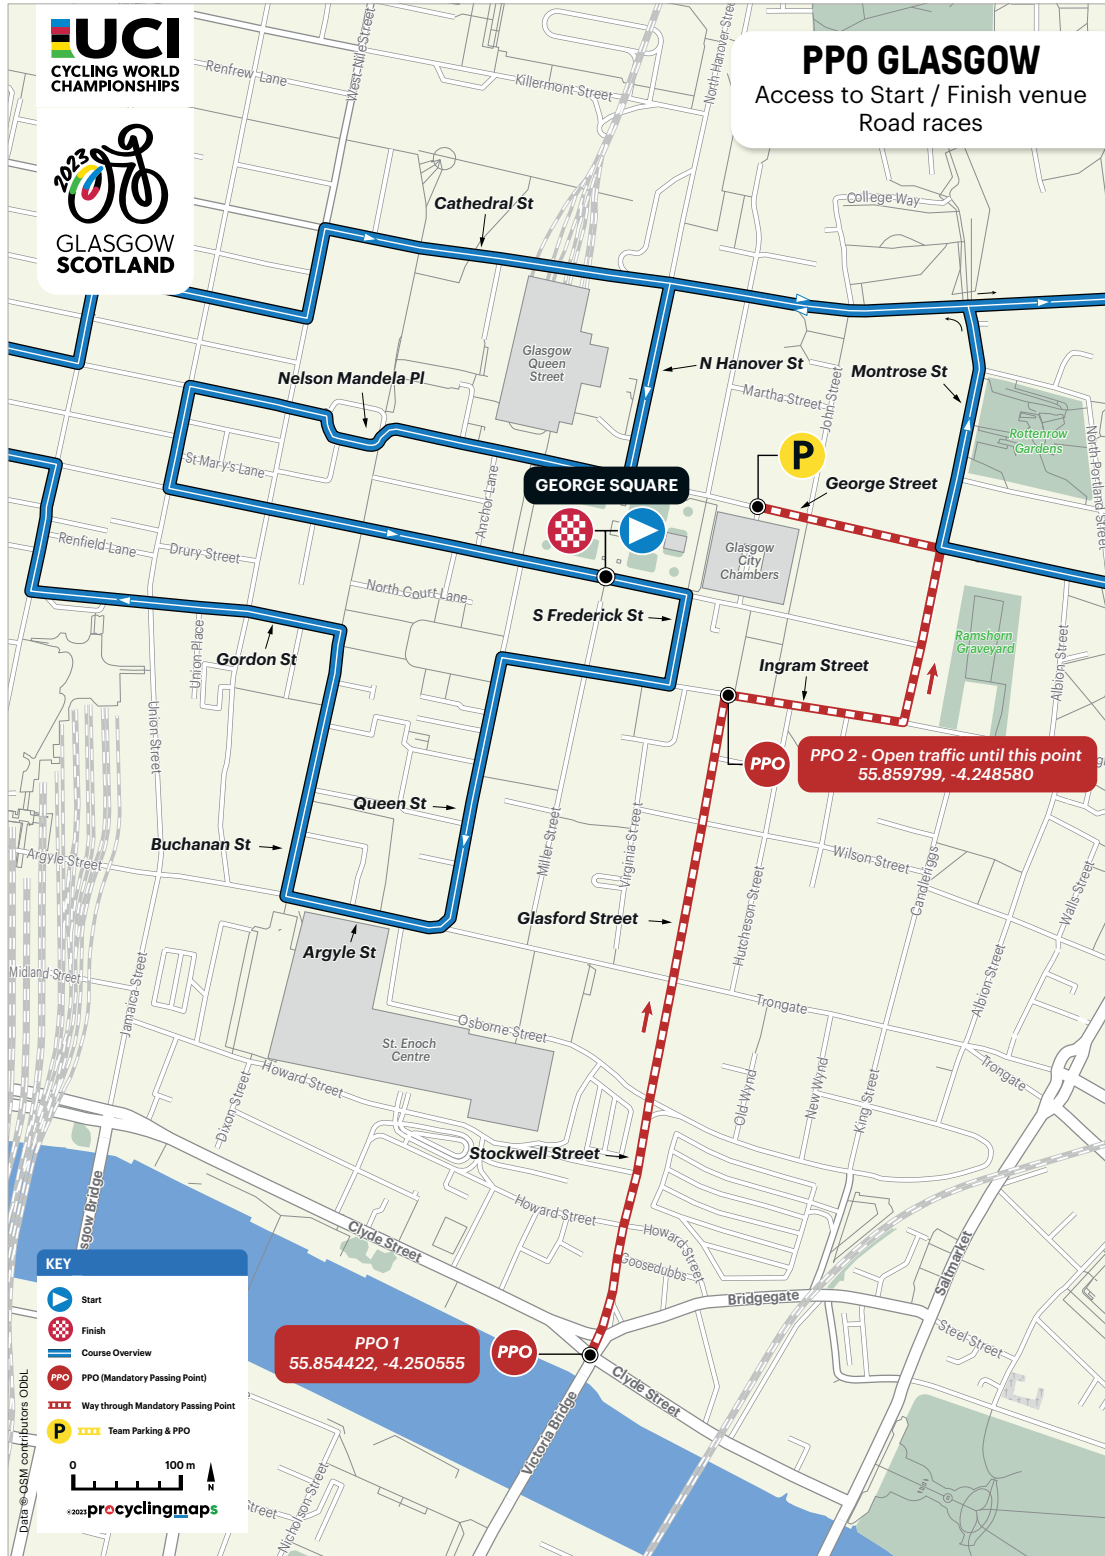 UCI
CYCLING WORLD
CHAMPIONSHIPS
2023
GLASGOW
SCOTLAND
PPO GLASGOW
Access to Start / Finish venue
Road races
Renfrew Lane
West Nile Street
Killermont Street
North Hanover Stree
College Way
Cathedral St
Glasgow
Queen
Street
N Hanover St
Montrose St
Nelson Mandela Pl
Martha Street
John Street
Rottenrow
Gardens
North Portland Street
St Mary's Lane
Anchor Lane
GEORGE SQUARE
P
George Street
Renfield Lane
Drury Street
North Court Lane
Glasgow
City
Chambers
S Frederick St
Ramshorn
Graveyard
Albion Street
Gordon St
Union Place
Ingram Street
Union Street
PPO
PPO 2 - Open traffic until this point
55.859799, -4.248580
Queen St
Buchanan St
Miller Street
Virginia Street
Wilson Street
Candleriggs
Hutcheson Street
Walls Street
Argyle Street
Glasford Street
Argyle St
Midland Street
Jamaica Street
Trongate
Albion Street
Osborne Street
St. Enoch
Centre
Howard Street
Dixon Street
Old Wynd
New Wynd
King Street
Trongate
Stockwell Street
Howard Street
Howard Street
Goosedubbs
Clyde Street
sgow Bridge
Bridgegate
Saltmarket
Steel Street
PPO 1
55.854422, -4.250555
PPO
Clyde Street
Victoria Bridge
Nicholson Street
Street
KEY
Start
Finish
Course Overview
PPO
PPO (Mandatory Passing Point)
Way through Mandatory Passing Point
P
Team Parking & PPO
0 100 m
N
©2023 procyclingmaps
Data © OSM contributors ODbL